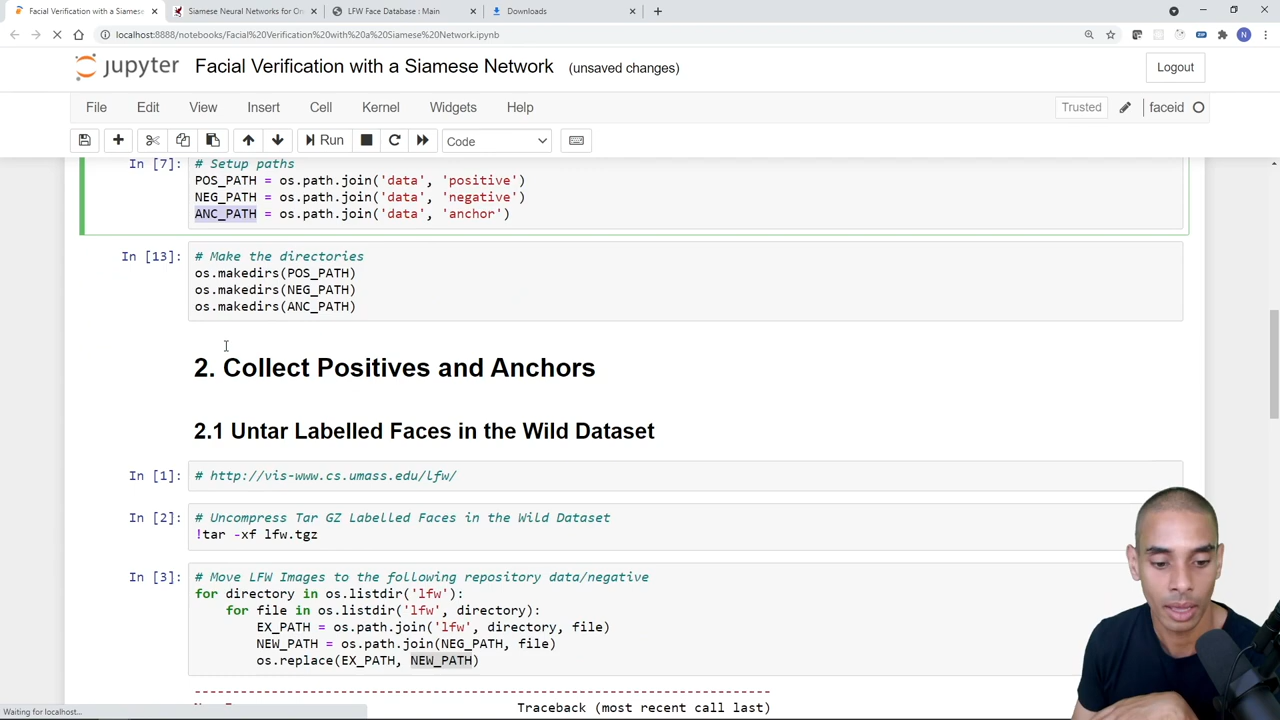 Facial Verification with a Siamese
Siamese Neural Networks for On
LFW Face Database : Main
Downloads
localhost:8888/notebooks/Facial%20Verification%20with%20a%20Siamese%20Network.ipynb
jupyter Facial Verification with a Siamese Network (unsaved changes)
Logout
File Edit View Insert Cell Kernel Widgets Help
Trusted
faceid
Run
Code
In [7]: # Setup paths
POS_PATH = os.path.join('data', 'positive')
NEG_PATH = os.path.join('data', 'negative')
ANC_PATH = os.path.join('data', 'anchor')
In [13]: # Make the directories
os.makedirs(POS_PATH)
os.makedirs(NEG_PATH)
os.makedirs(ANC_PATH)
2. Collect Positives and Anchors
2.1 Untar Labelled Faces in the Wild Dataset
In [1]: # http://vis-www.cs.umass.edu/lfw/
In [2]: # Uncompress Tar GZ Labelled Faces in the Wild Dataset
!tar -xf lfw.tgz
In [3]: # Move LFW Images to the following repository data/negative
for directory in os.listdir('lfw'):
for file in os.listdir('lfw', directory):
EX_PATH = os.path.join('lfw', directory, file)
NEW_PATH = os.path.join(NEG_PATH, file)
os.replace(EX_PATH, NEW_PATH)
---------------------------------------------------------------------------
Traceback (most recent call last)
Waiting for localhost...